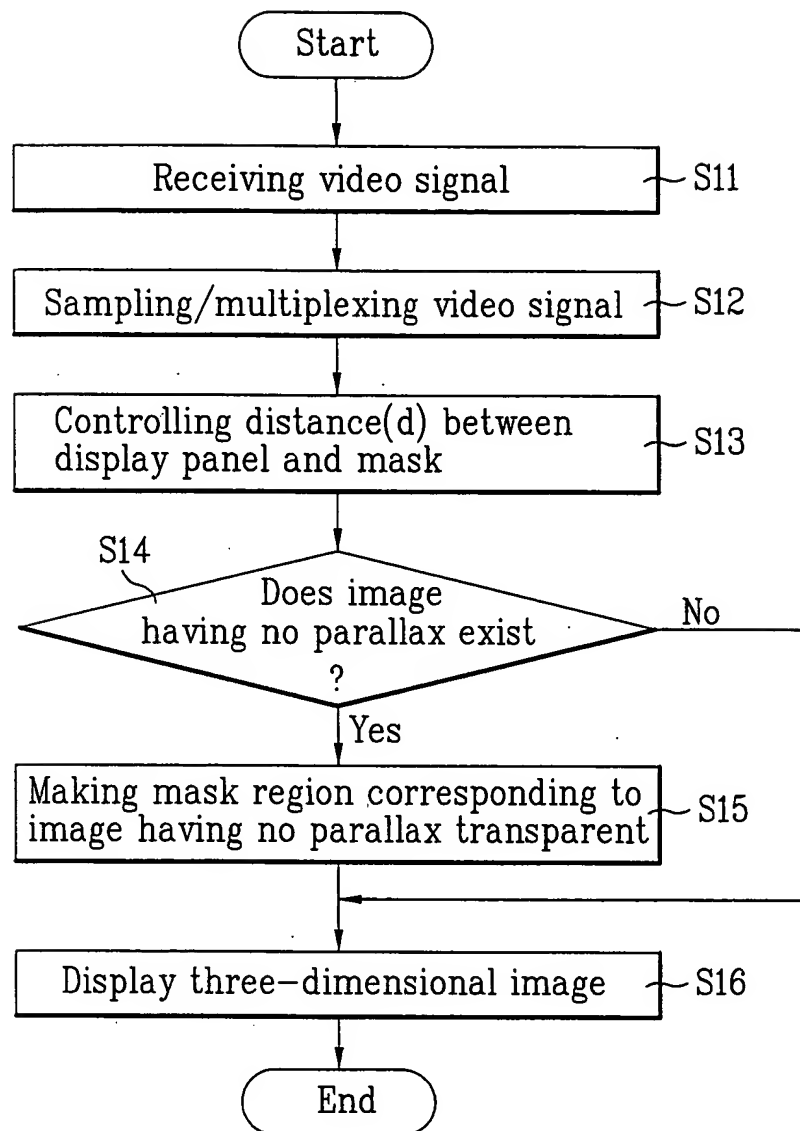 Start
Receiving video signal
S11
Sampling/multiplexing video signal
S12
Controlling distance(d) between
display panel and mask
S13
S14
Does image
having no parallax exist
?
No
Yes
Making mask region corresponding to
image having no parallax transparent
S15
Display three-dimensional image
S16
End